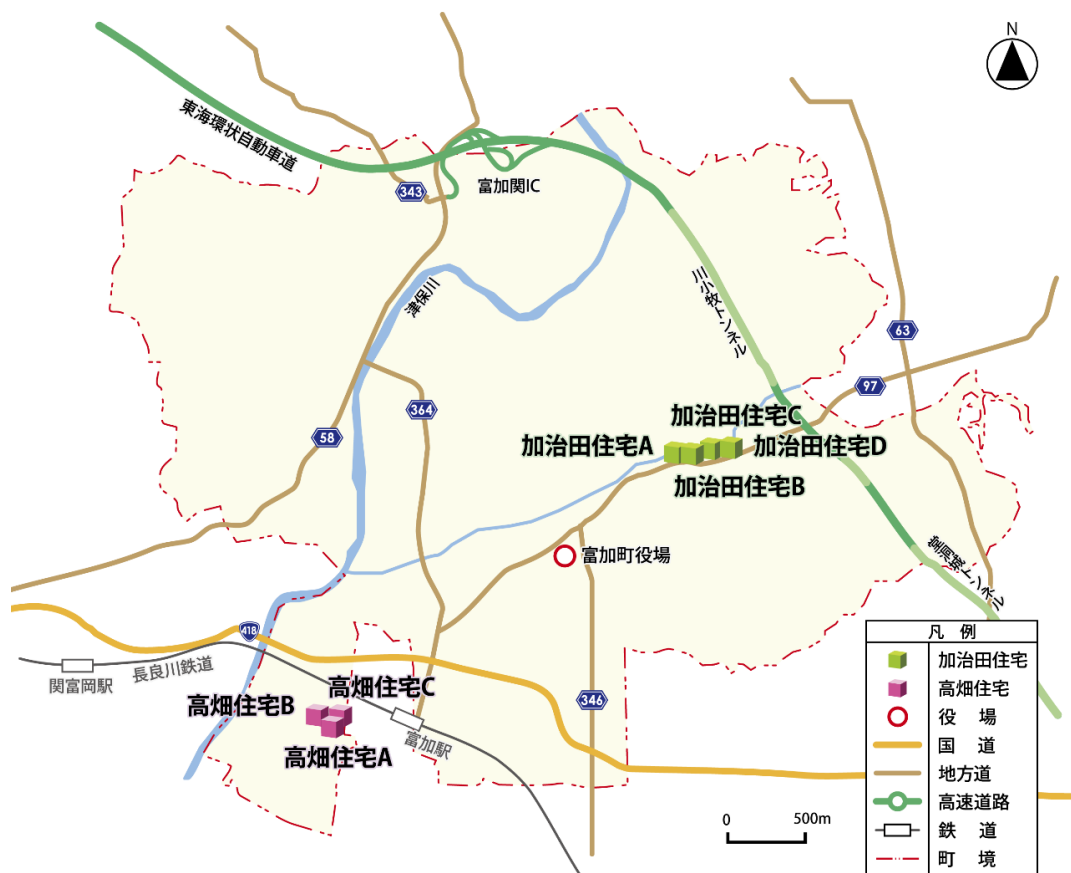 N
東海環状自動車道
343
富加関IC
津保川
川小牧トンネル
63
97
364
58
加治田住宅C
加治田住宅A
加治田住宅D
加治田住宅B
富加町役場
418
長良川鉄道
関富岡駅
高畑住宅C
高畑住宅B
富加駅
高畑住宅A
346
0 500m
凡 例
加治田住宅
高畑住宅
役 場
国 道
地方道
高速道路
鉄 道
町 境